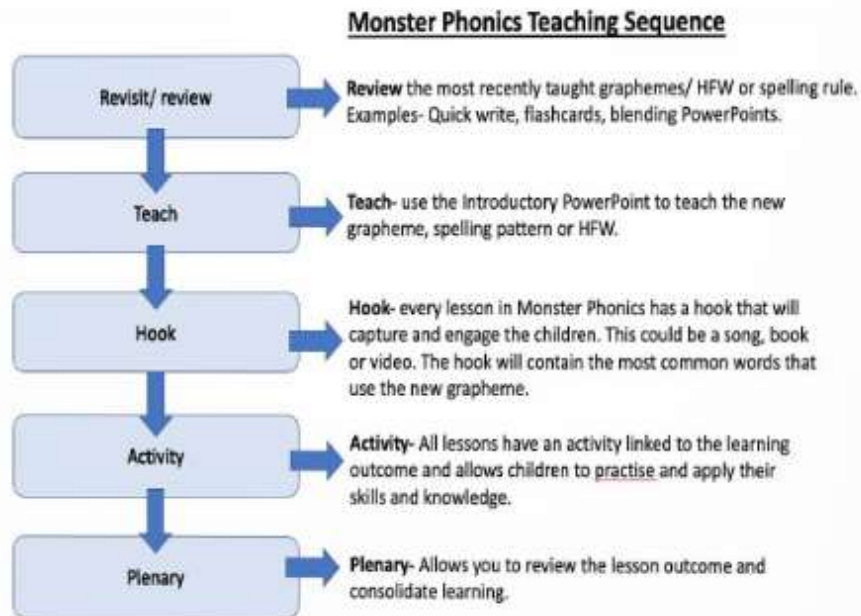 Monster Phonics Teaching Sequence
Revisit/ review
Review the most recently taught graphemes/ HFW or spelling rule.
Examples- Quick write, flashcards, blending PowerPoints.
Teach
Teach- use the Introductory PowerPoint to teach the new
grapheme, spelling pattern or HFW.
Hook
Hook- every lesson in Monster Phonics has a hook that will
capture and engage the children. This could be a song, book
or video. The hook will contain the most common words that
use the new grapheme.
Activity
Activity- All lessons have an activity linked to the learning
outcome and allows children to practise and apply their
skills and knowledge.
Plenary
Plenary- Allows you to review the lesson outcome and
consolidate learning.